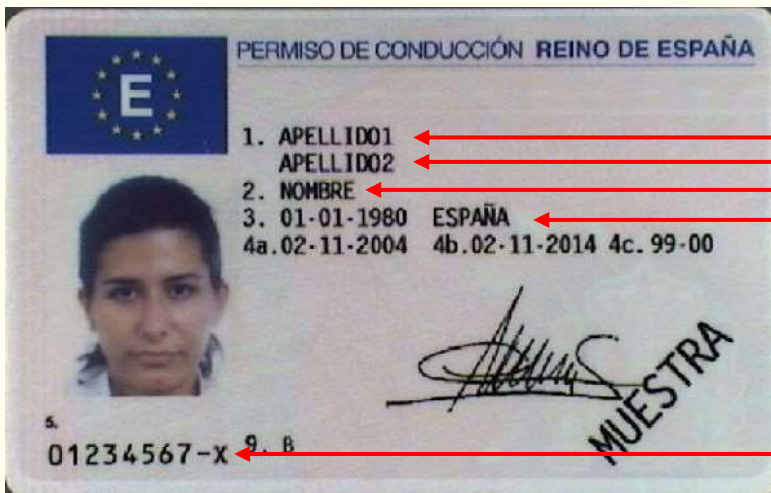 E
PERMISO DE CONDUCCIÓN REINO DE ESPAÑA
1. APELLIDO1
APELLIDO2
2. NOMBRE
3. 01-01-1980 ESPAÑA
4a.02-11-2004 4b.02-11-2014 4c.99-00
MUESTRA
5.
01234567-X 9. B